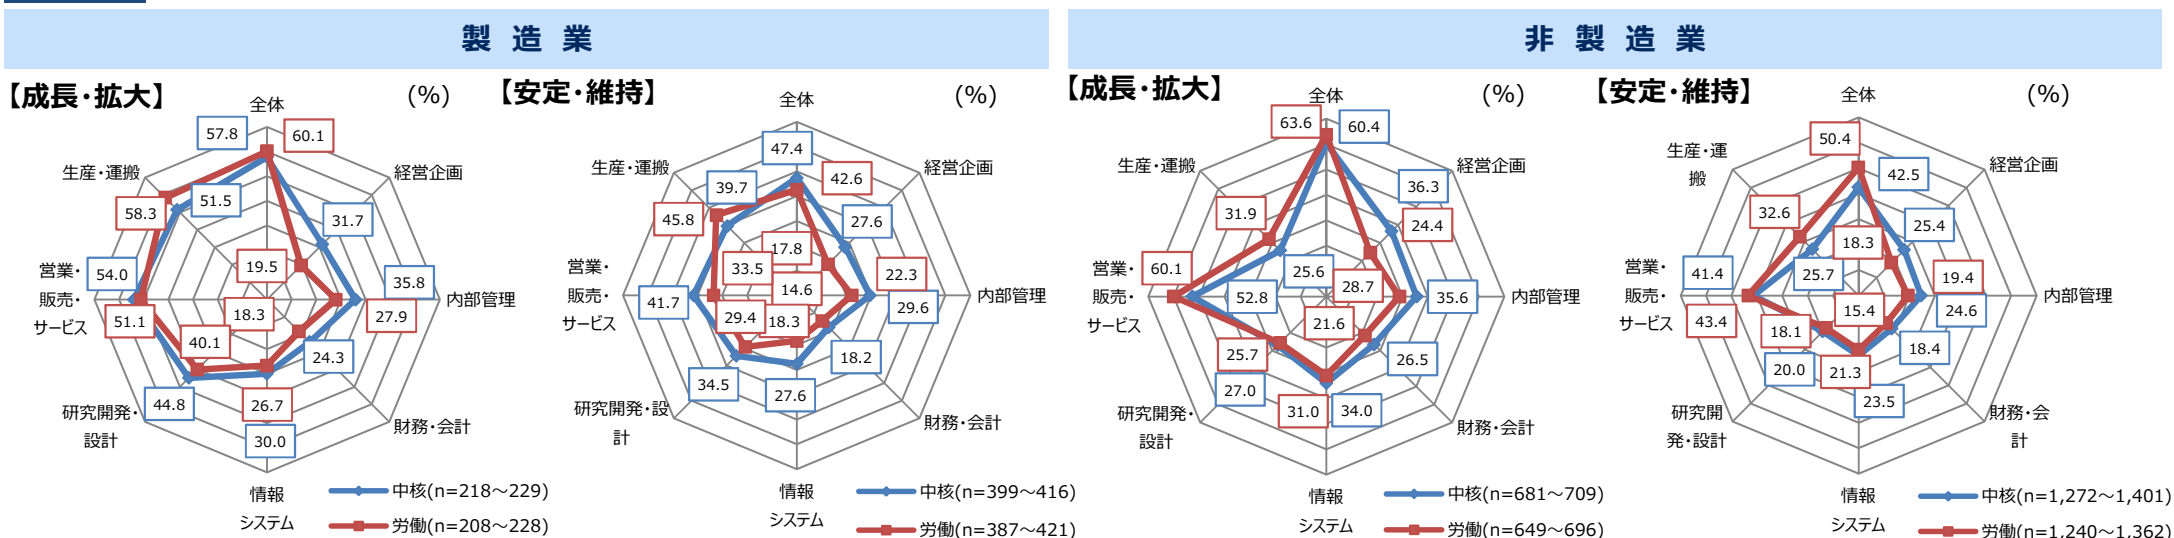 製 造 業
非 製 造 業
【成長・拡大】
(%)
全体
57.8
60.1
生産・運搬
経営企画
58.3
51.5
31.7
営業・
販売・
サービス
54.0
51.1
19.5
35.8
内部管理
27.9
18.3
40.1
24.3
研究開発・
設計
44.8
26.7
30.0
財務・会計
情報
システム
中核(n=218～229)
労働(n=208～228)
【安定・維持】
(%)
全体
47.4
42.6
生産・運搬
経営企画
39.7
45.8
27.6
17.8
営業・
販売・
サービス
33.5
41.7
14.6
22.3
内部管理
29.6
29.4
18.3
18.2
研究開発・設
計
34.5
27.6
財務・会計
情報
システム
中核(n=399～416)
労働(n=387～421)
【成長・拡大】
(%)
全体
63.6
60.4
生産・運搬
経営企画
36.3
31.9
24.4
営業・
販売・
サービス
60.1
25.6
52.8
28.7
35.6
内部管理
21.6
25.7
26.5
27.0
研究開発・
設計
31.0
34.0
財務・会計
情報
システム
中核(n=681～709)
労働(n=649～696)
【安定・維持】
(%)
全体
50.4
42.5
生産・運
搬
経営企画
32.6
25.4
18.3
営業・
販売・
サービス
41.4
25.7
19.4
内部管理
43.4
15.4
24.6
18.1
18.4
20.0
21.3
23.5
研究開
発・設計
財務・会
計
情報
システム
中核(n=1,272～1,401)
労働(n=1,240～1,362)